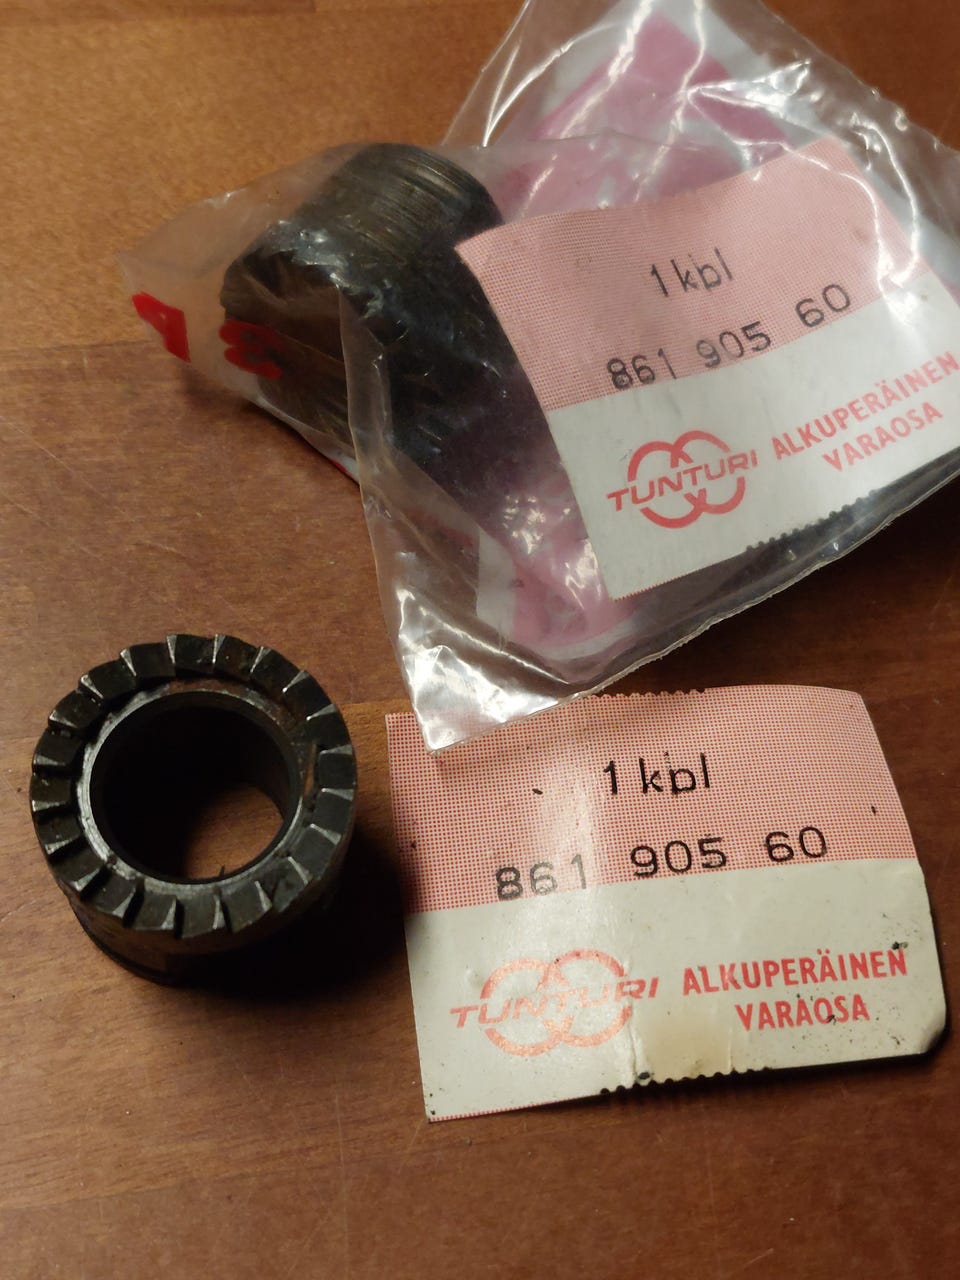 1 kpl
861 905 60
TUNTURI ALKUPERÄINEN
VARAOSA
1 kpl
861 905 60
TUNTURI ALKUPERÄINEN
VARAOSA